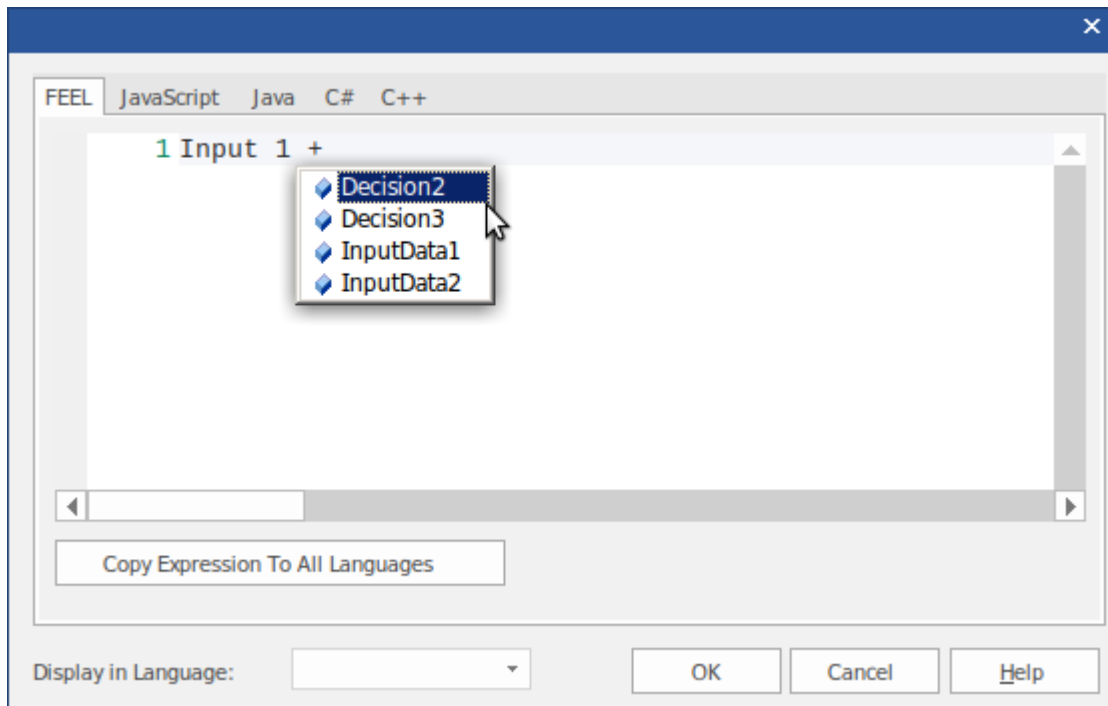 FEEL JavaScript Java C# C++
1 Input 1 +
Decision2
Decision3
InputData1
InputData2
Copy Expression To All Languages
Display in Language: OK Cancel Help